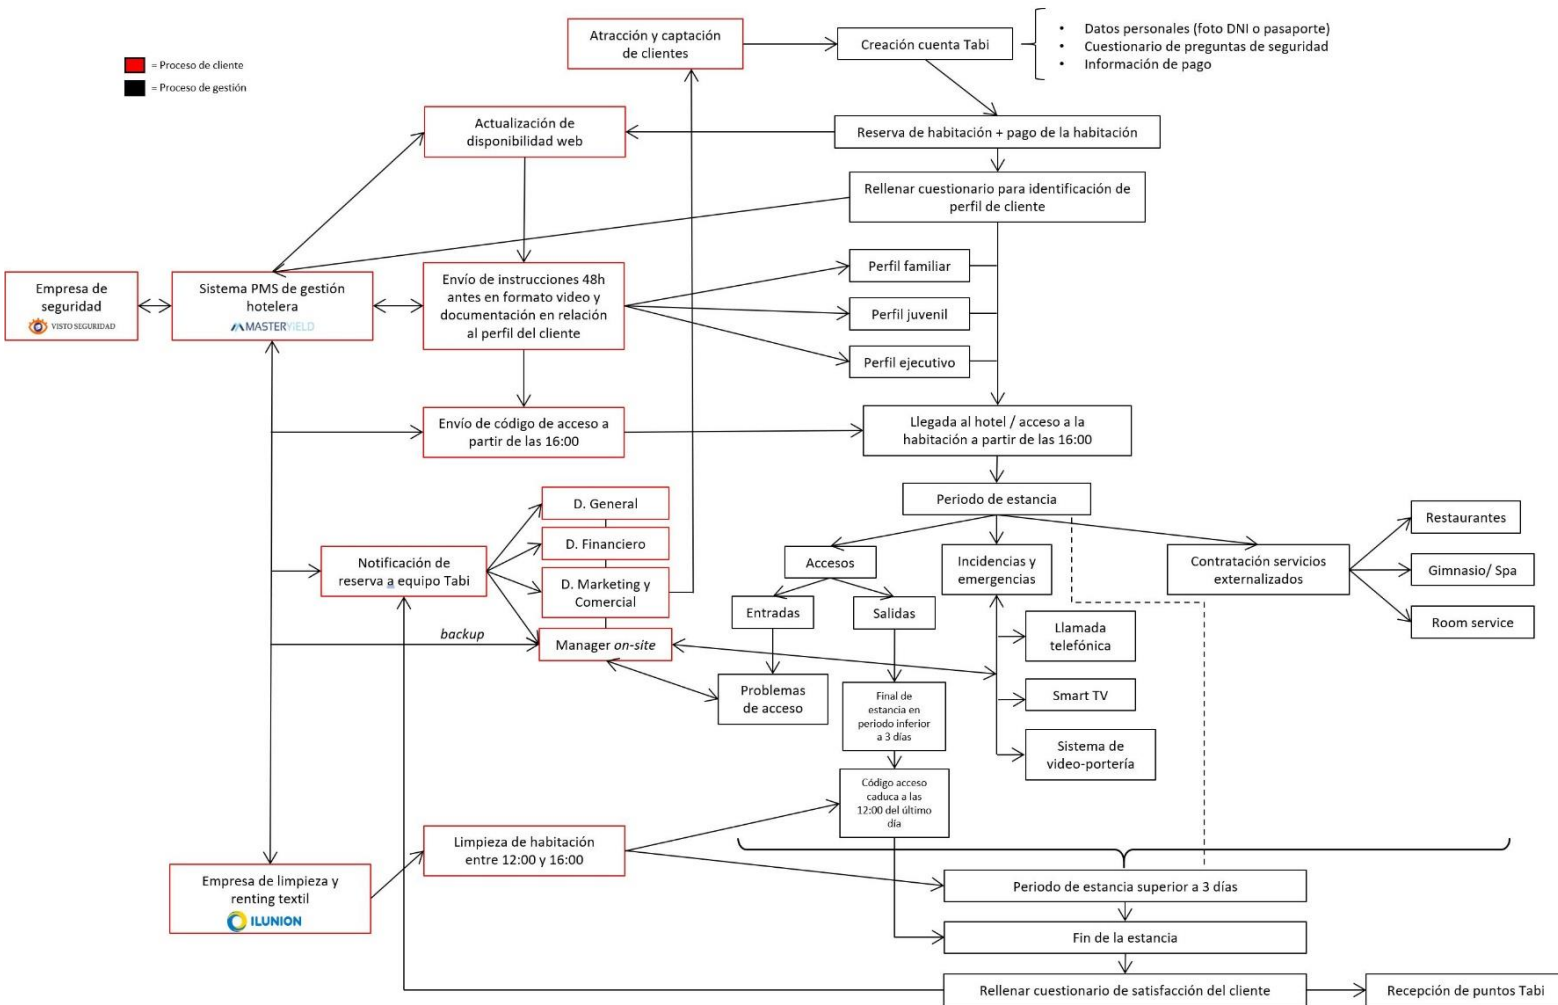 = Proceso de cliente
= Proceso de gestión
Atracción y captación
de clientes
Creación cuenta Tabi
• Datos personales (foto DNI o pasaporte)
• Cuestionario de preguntas de seguridad
• Información de pago
Actualización de
disponibilidad web
Reserva de habitación + pago de la habitación
Rellenar cuestionario para identificación de
perfil de cliente
Empresa de
seguridad
VISTO SEGURIDAD
Sistema PMS de gestión
hotelera
MASTERYIELD
Envío de instrucciones 48h
antes en formato video y
documentación en relación
al perfil del cliente
Perfil familiar
Perfil juvenil
Perfil ejecutivo
Envío de código de acceso a
partir de las 16:00
Llegada al hotel / acceso a la
habitación a partir de las 16:00
Periodo de estancia
D. General
D. Financiero
D. Marketing y
Comercial
Manager on-site
Notificación de
reserva a equipo Tabi
backup
Accesos
Entradas
Salidas
Problemas
de acceso
Final de
estancia en
periodo inferior
a 3 días
Código acceso
caduca a las
12:00 del último
día
Incidencias y
emergencias
Llamada
telefónica
Smart TV
Sistema de
video-portería
Contratación servicios
externalizados
Restaurantes
Gimnasio/ Spa
Room service
Limpieza de habitación
entre 12:00 y 16:00
Empresa de limpieza y
renting textil
ILUNION
Periodo de estancia superior a 3 días
Fin de la estancia
Rellenar cuestionario de satisfacción del cliente
Recepción de puntos Tabi